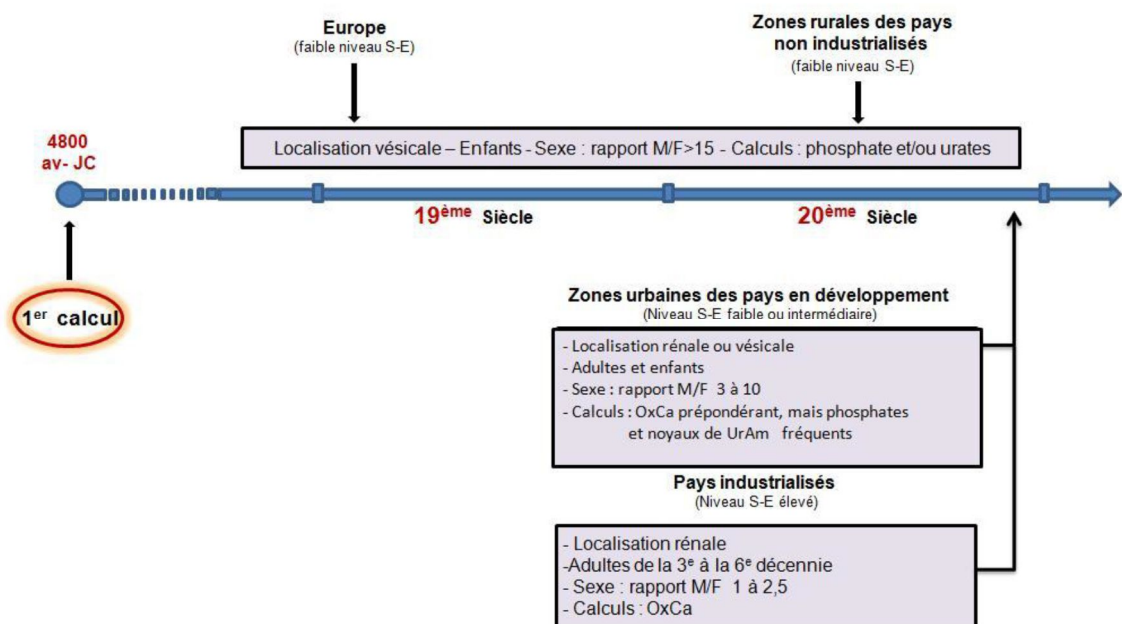 Europe
(faible niveau S-E)
Zones rurales des pays
non industrialisés
(faible niveau S-E)
4800
av- JC
Localisation vésicale – Enfants - Sexe : rapport M/F>15 - Calculs : phosphate et/ou urates
19ème Siècle
20ème Siècle
1er calcul
Zones urbaines des pays en développement
(Niveau S-E faible ou intermédiaire)
- Localisation rénale ou vésicale
- Adultes et enfants
- Sexe : rapport M/F 3 à 10
- Calculs : OxCa prépondérant, mais phosphates
et noyaux de UrAm fréquents
Pays industrialisés
(Niveau S-E élevé)
- Localisation rénale
-Adultes de la 3e à la 6e décennie
- Sexe : rapport M/F 1 à 2,5
- Calculs : OxCa